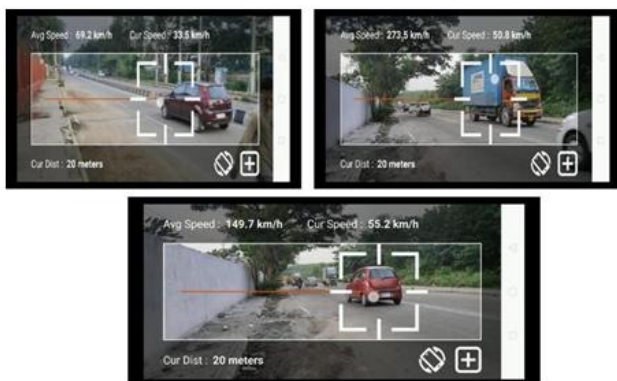 Avg Speed : 69.2 km/h Cur Speed : 33.5 km/h
Cur Dist : 20 meters
Avg Speed : 273.5 km/h Cur Speed : 50.8 km/h
Cur Dist : 20 meters
Avg Speed : 149.7 km/h Cur Speed : 55.2 km/h
Cur Dist : 20 meters